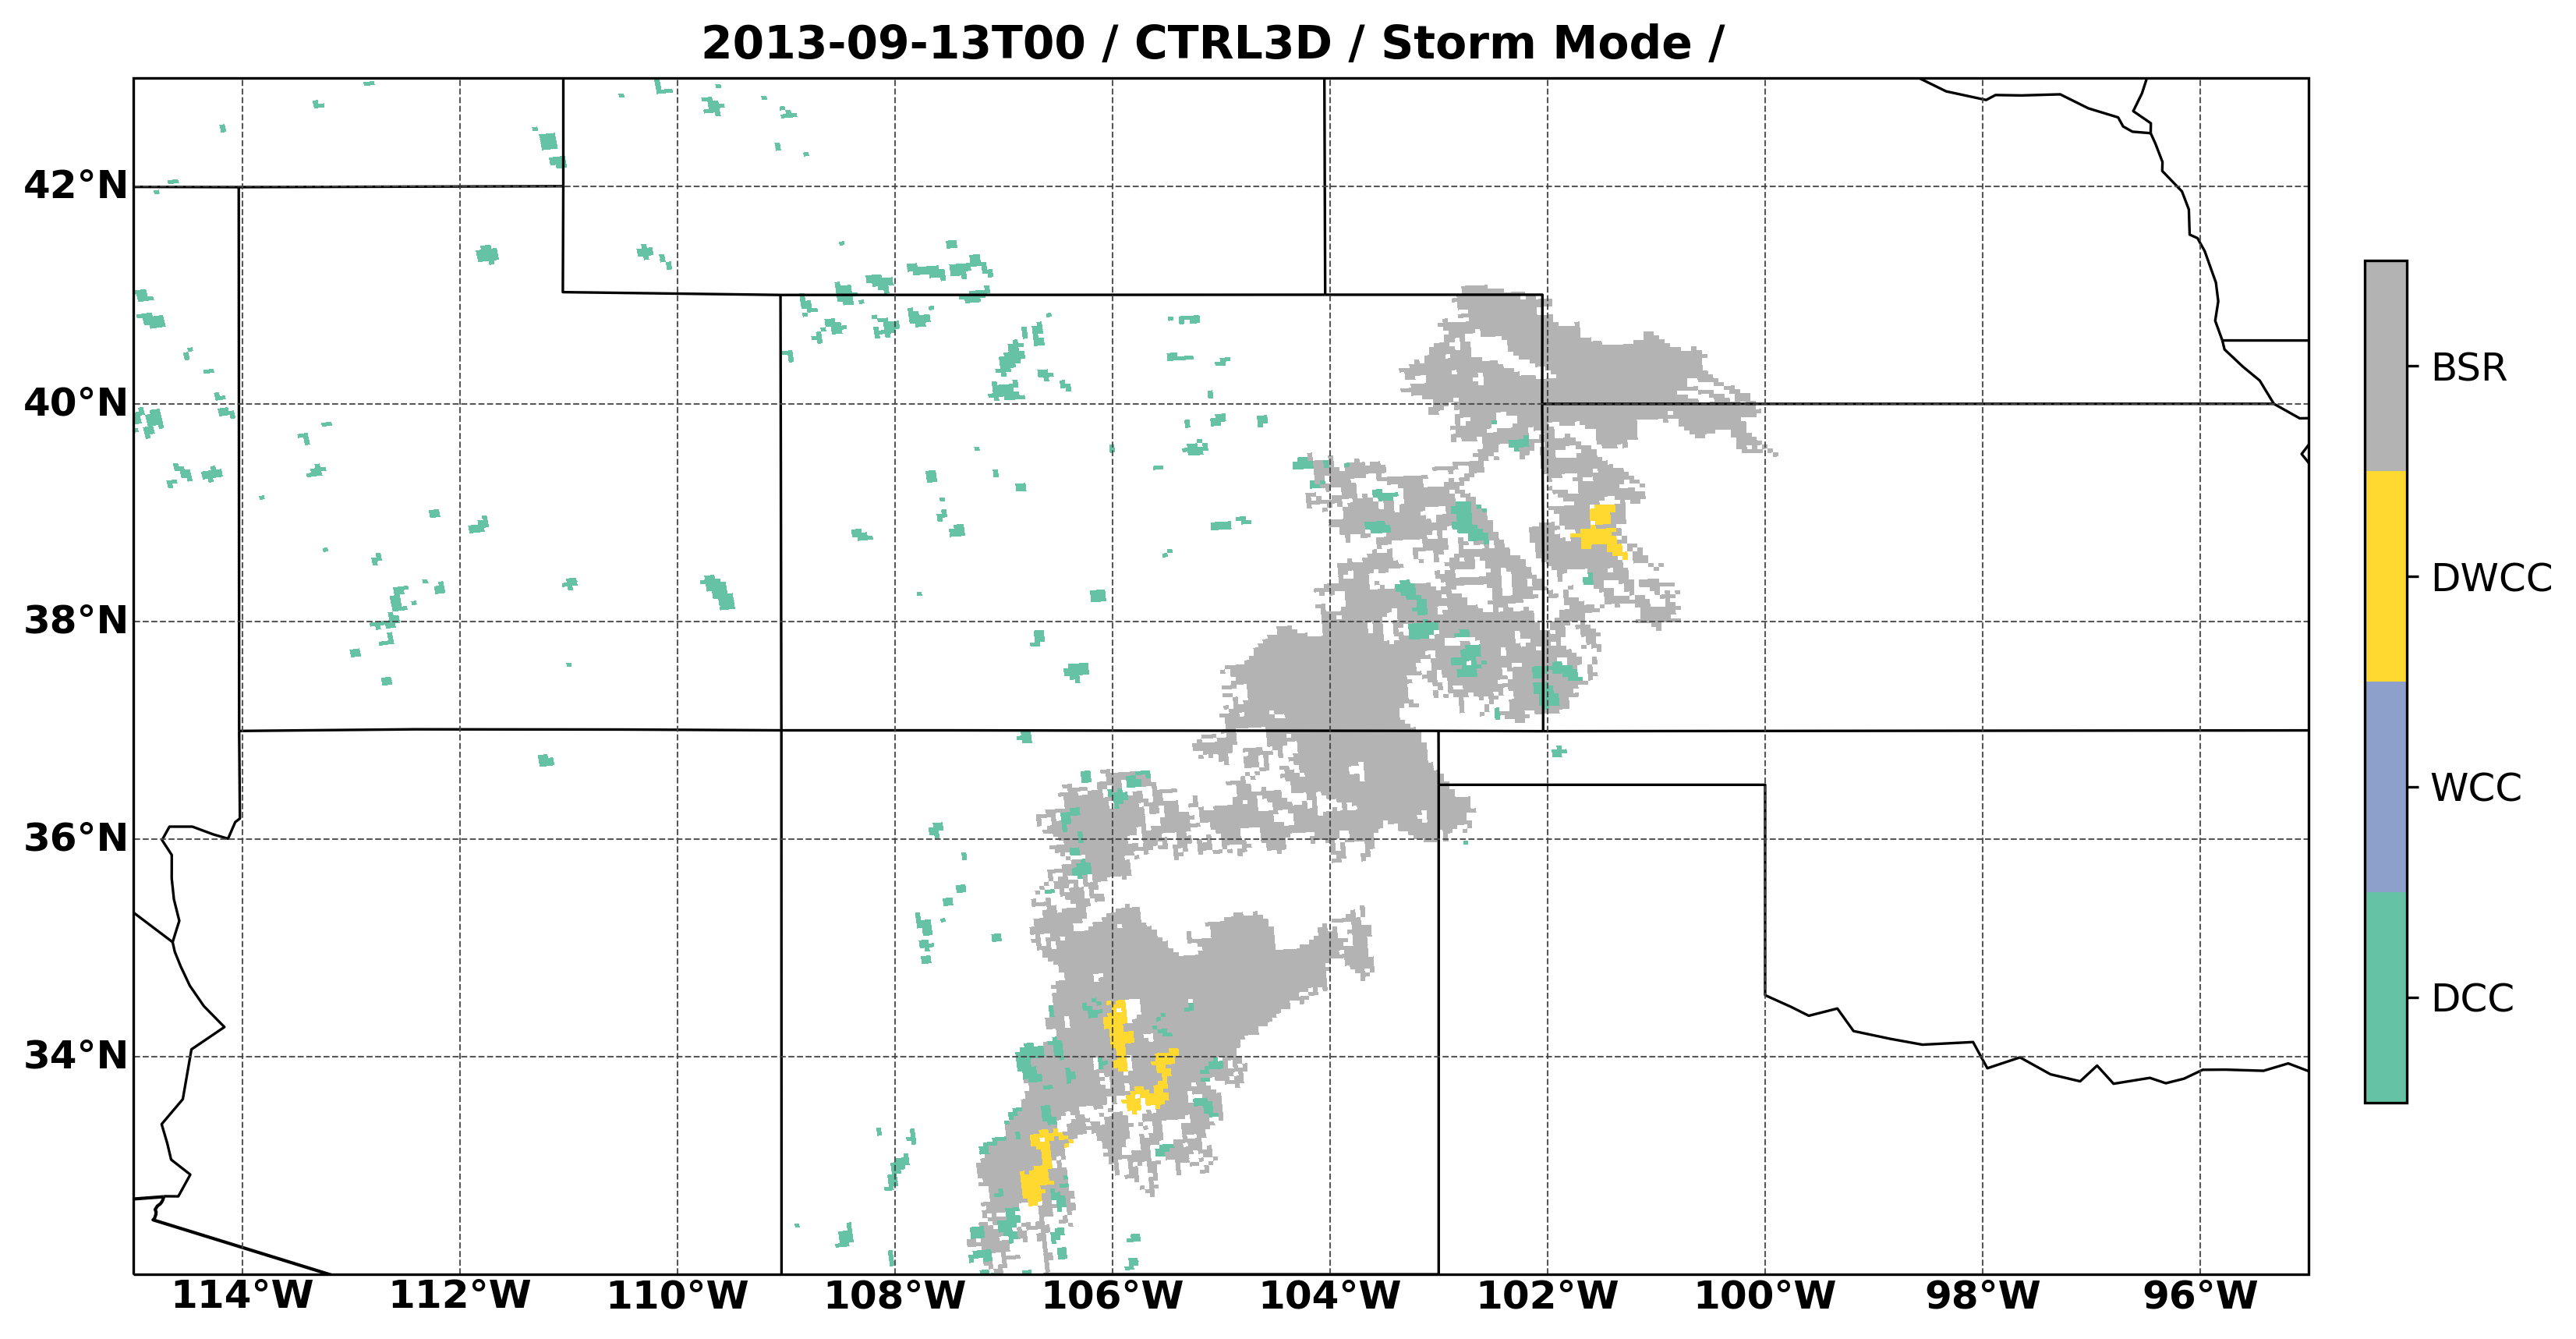 2013-09-13T00 / CTRL3D / Storm Mode /
42°N
40°N
38°N
36°N
34°N
114°W 112°W 110°W 108°W 106°W 104°W 102°W 100°W 98°W 96°W
BSR
DWCC
WCC
DCC